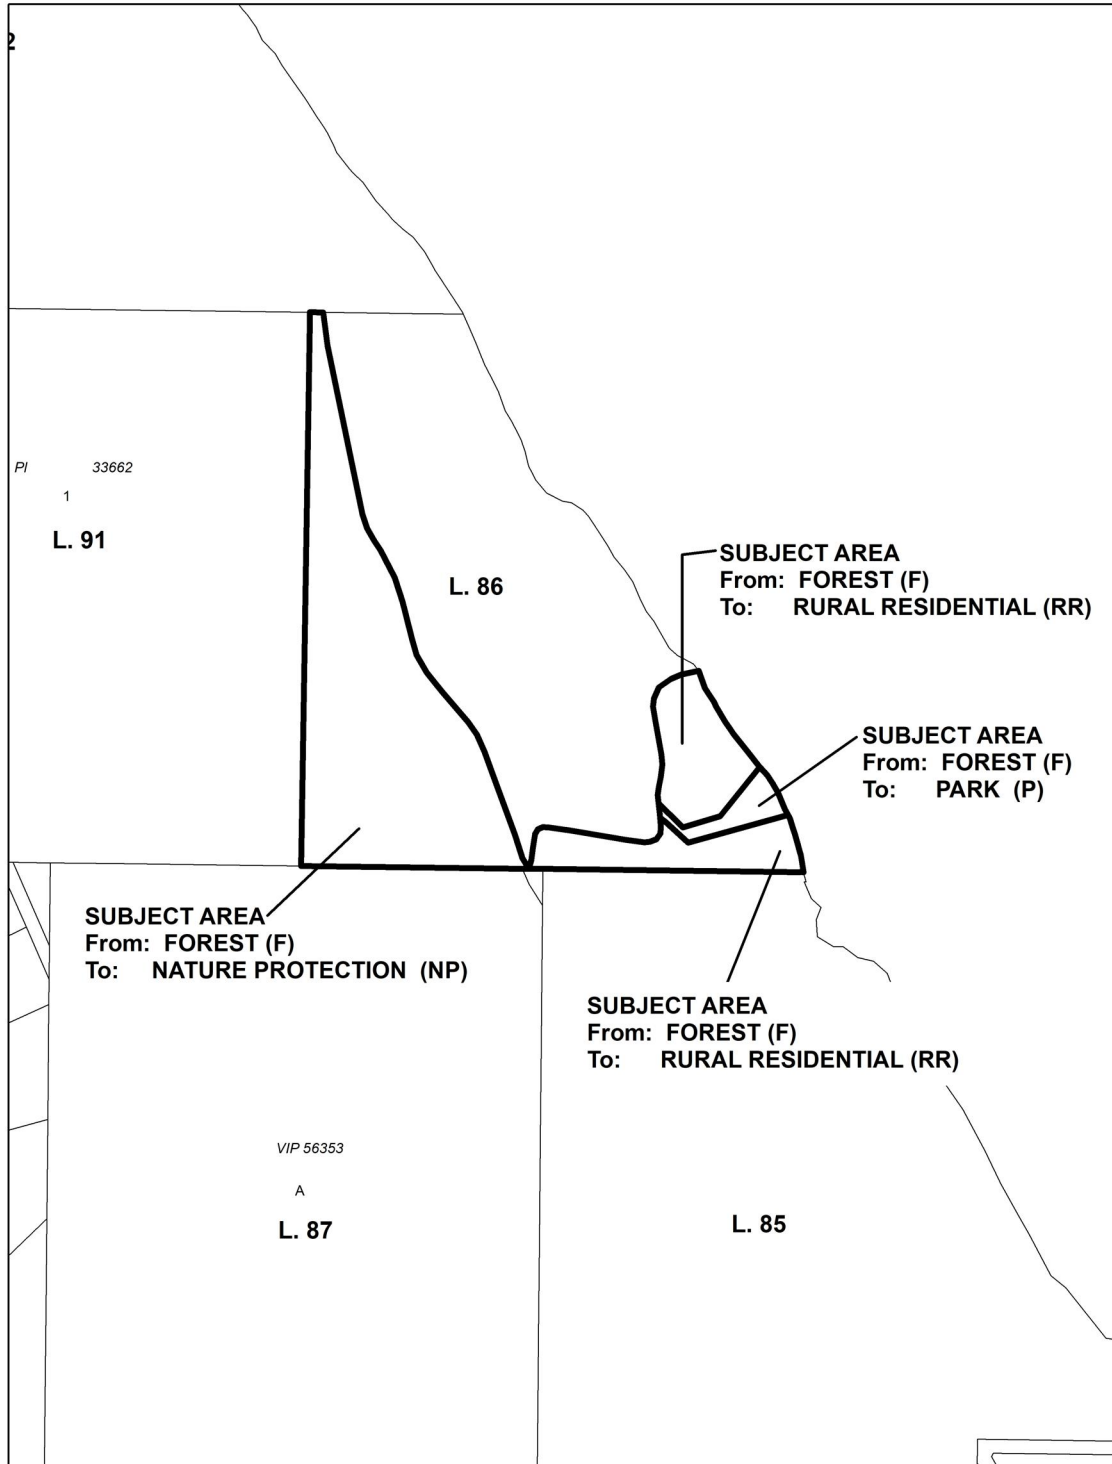 2
Pl 33662
1
L. 91
L. 86
SUBJECT AREA
From: FOREST (F)
To: RURAL RESIDENTIAL (RR)
SUBJECT AREA
From: FOREST (F)
To: PARK (P)
SUBJECT AREA
From: FOREST (F)
To: NATURE PROTECTION (NP)
SUBJECT AREA
From: FOREST (F)
To: RURAL RESIDENTIAL (RR)
VIP 56353
A
L. 87
L. 85